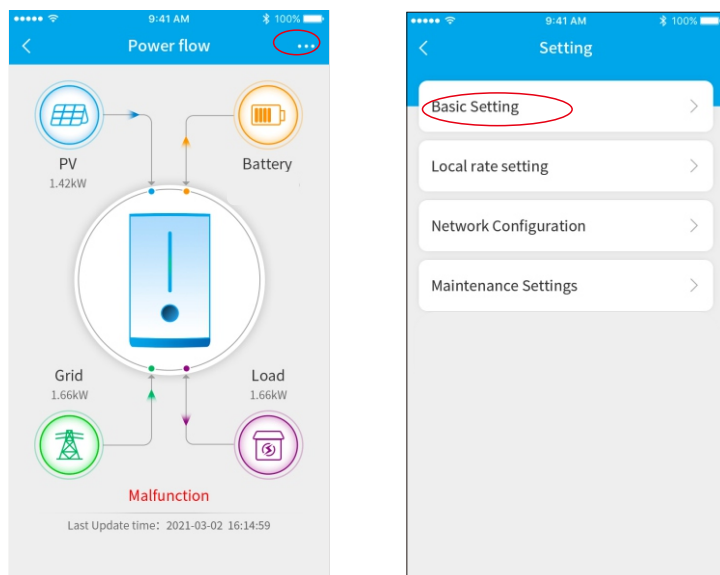 9:41 AM
100%
Power flow
PV
1.42kW
Battery
Grid
1.66kW
Load
1.66kW
Malfunction
Last Update time: 2021-03-02 16:14:59
9:41 AM
100%
Setting
Basic Setting
Local rate setting
Network Configuration
Maintenance Settings